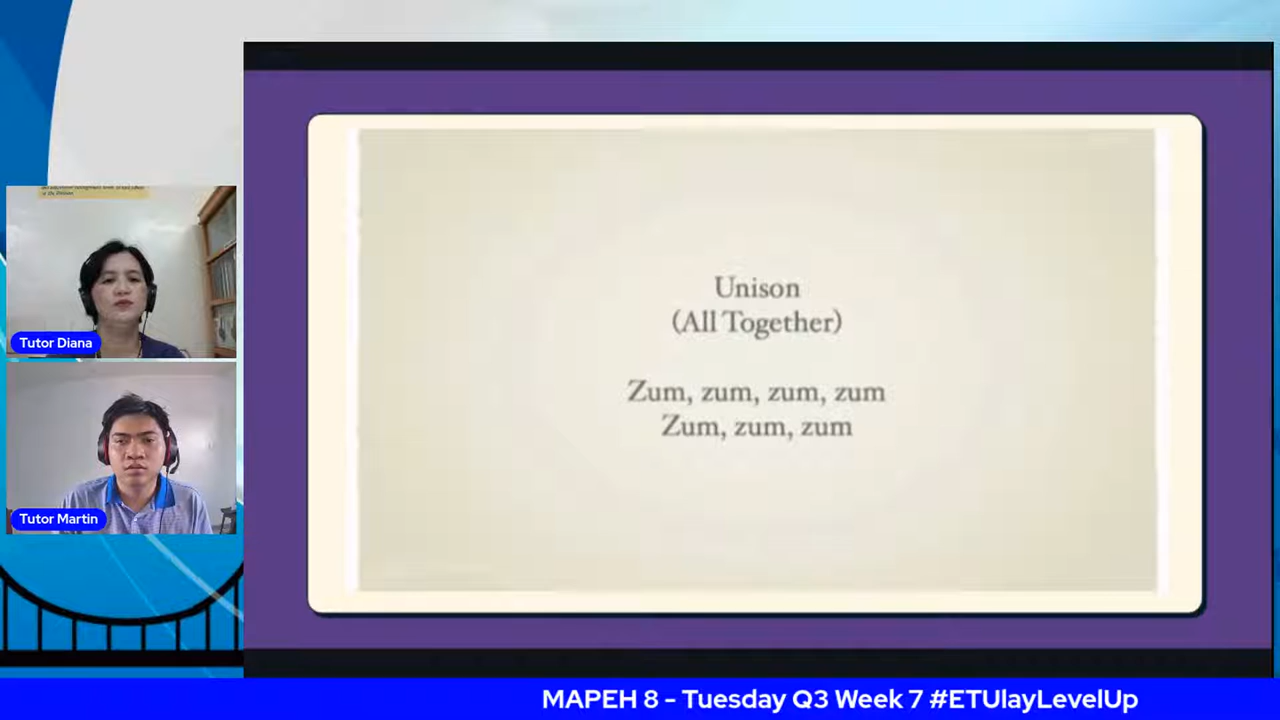 Tutor Diana
Tutor Martin
Unison
(All Together)
Zum, zum, zum, zum
Zum, zum, zum
MAPEH 8 - Tuesday Q3 Week 7 #ETUlayLevelUp